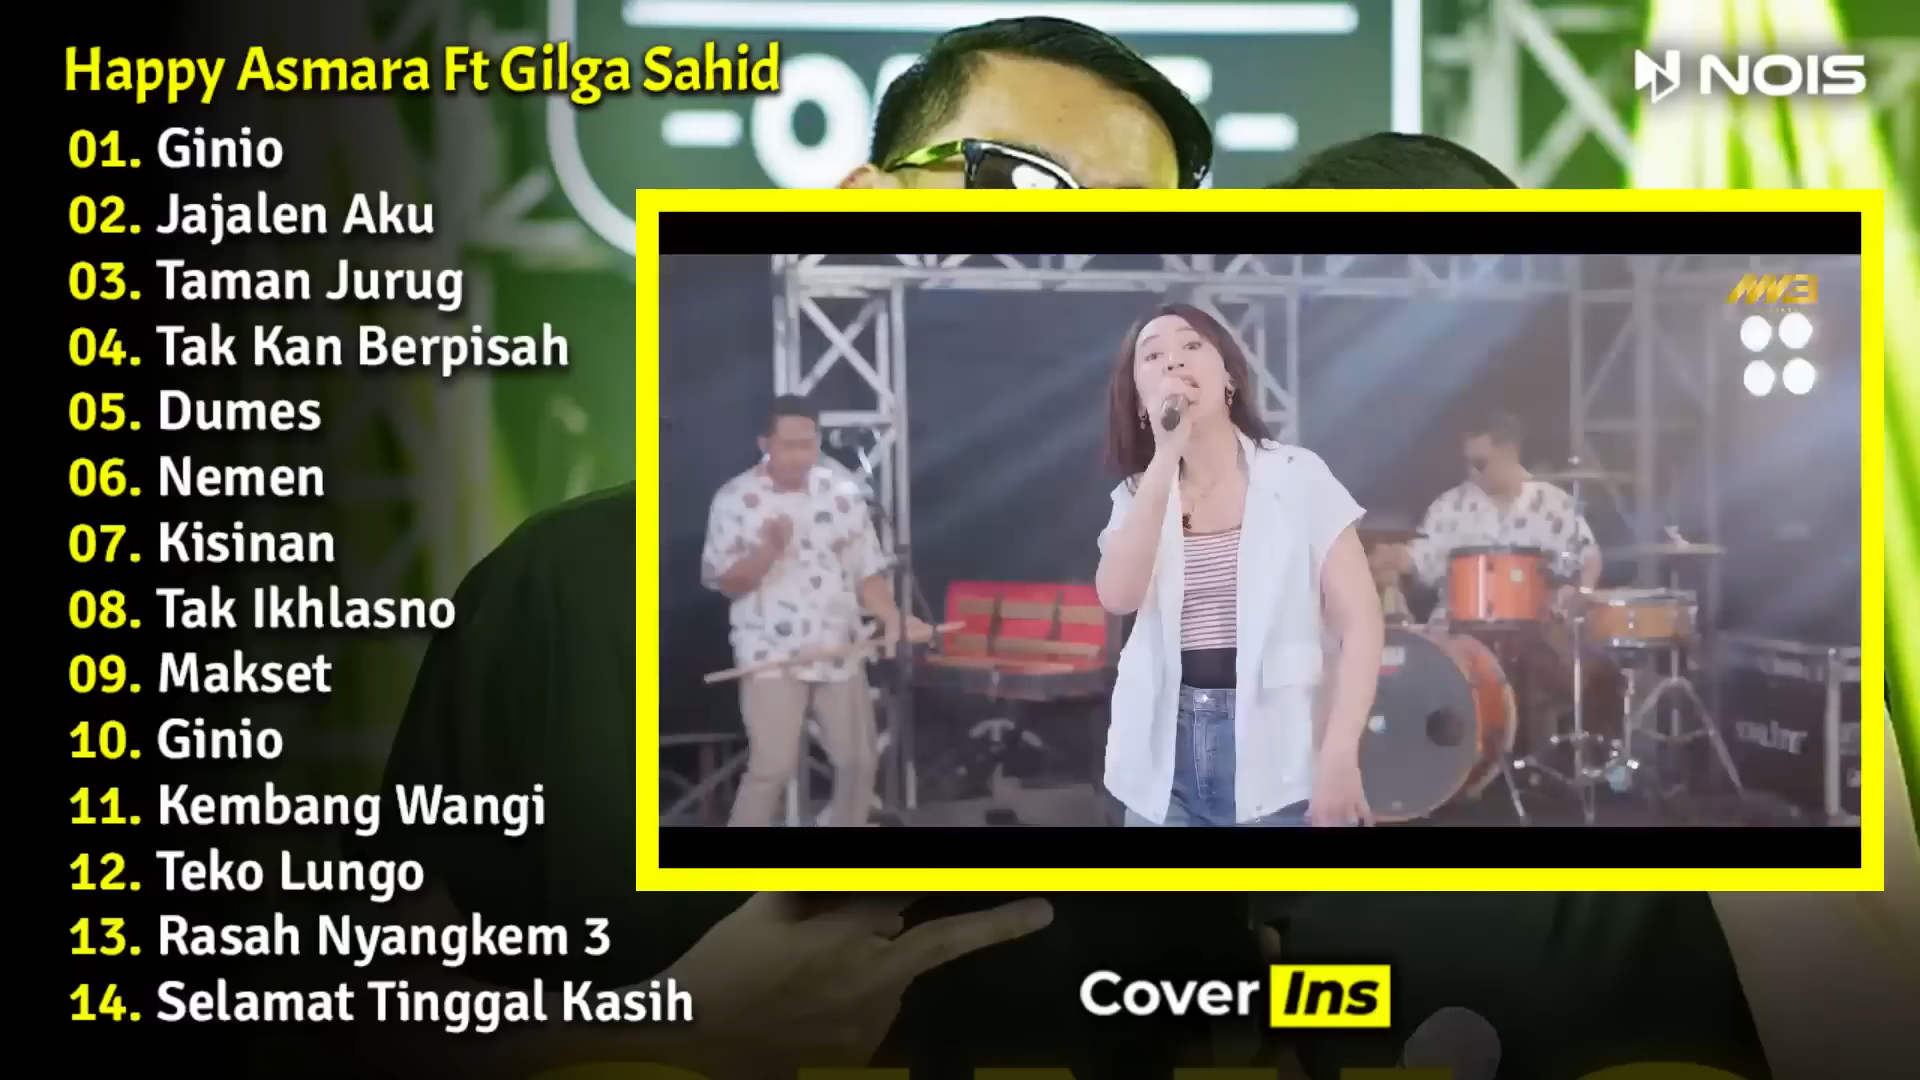 Happy Asmara Ft Gilga Sahid
NOIS
01. Ginio
02. Jajalen Aku
03. Taman Jurug
04. Tak Kan Berpisah
05. Dumes
06. Nemen
07. Kisinan
08. Tak Ikhlasno
09. Makset
10. Ginio
11. Kembang Wangi
12. Teko Lungo
13. Rasah Nyangkem 3
14. Selamat Tinggal Kasih
Cover Ins